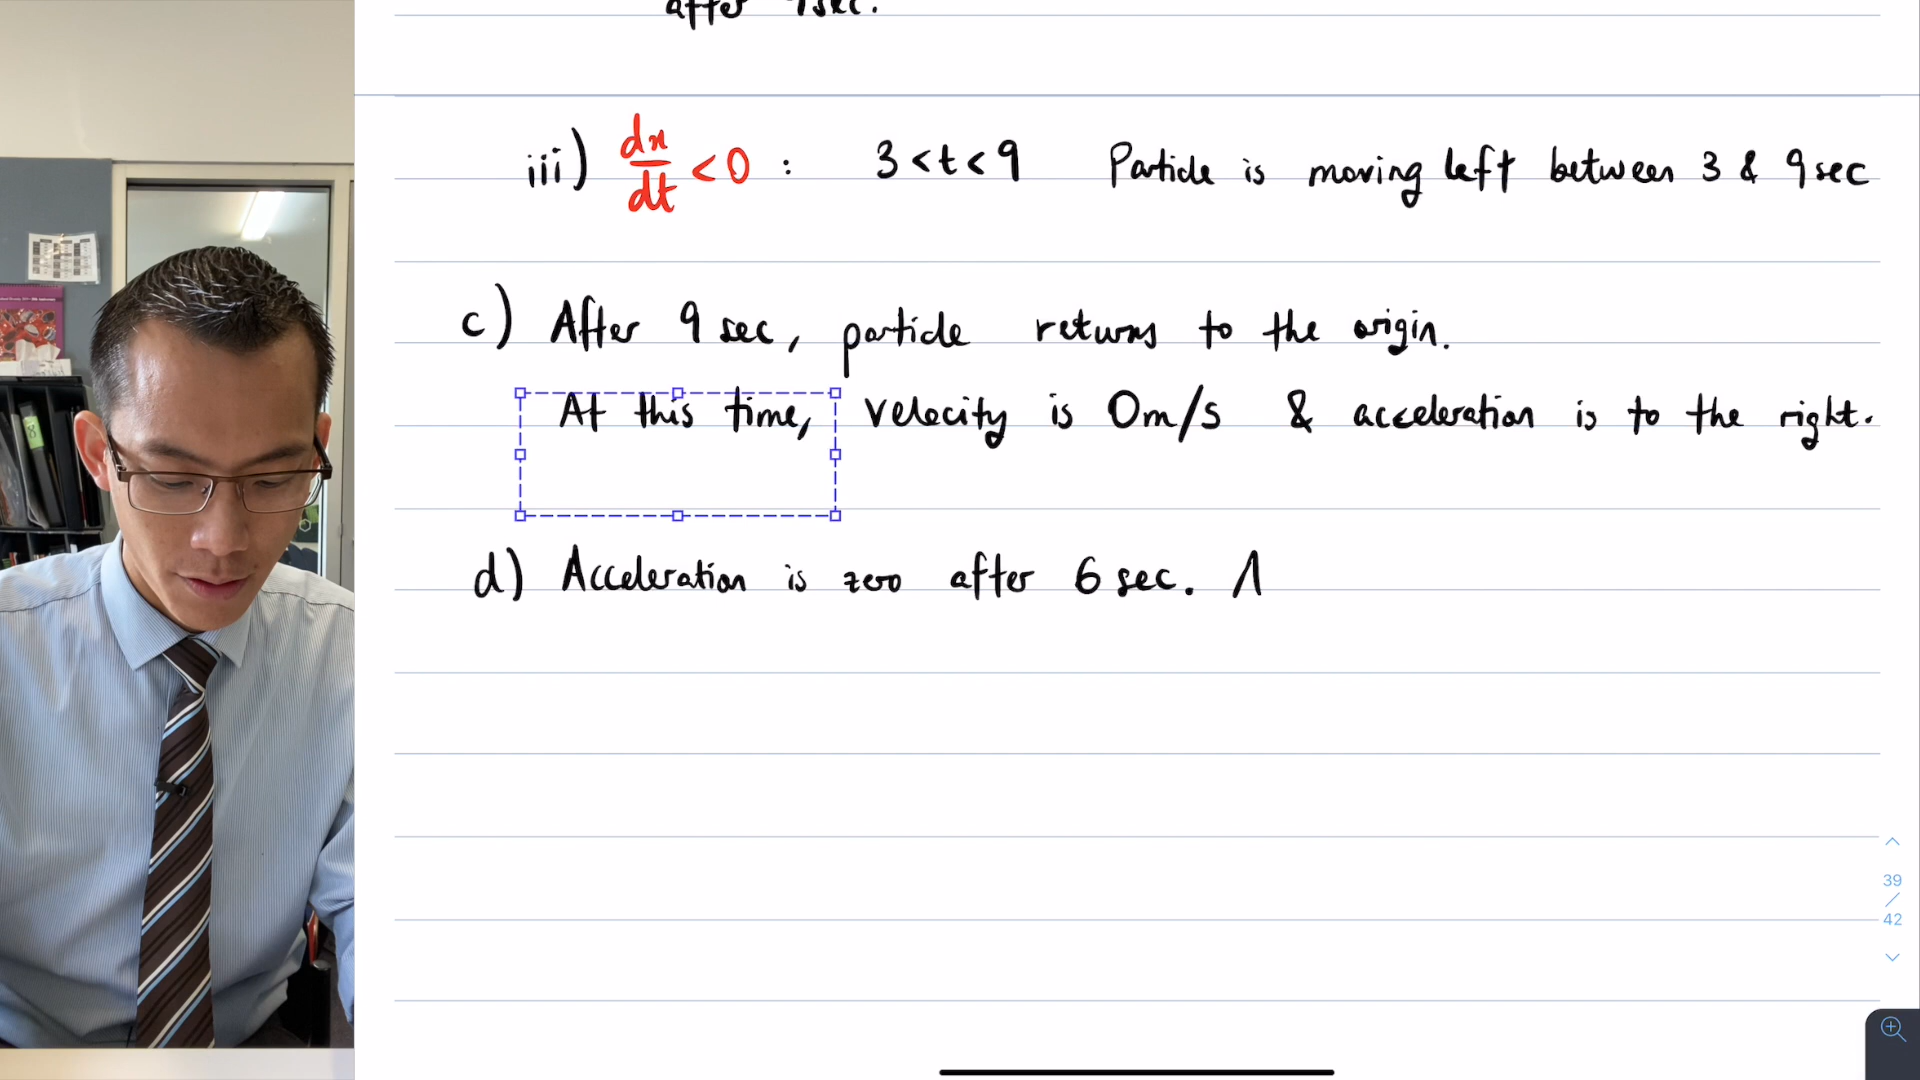 after 9sec.
iii) dx/dt < 0 : 3 < t < 9 Particle is moving left between 3 & 9 sec
c) After 9 sec, particle returns to the origin.
At this time, velocity is 0m/s & acceleration is to the right.
d) Acceleration is zero after 6 sec.
39
/
42